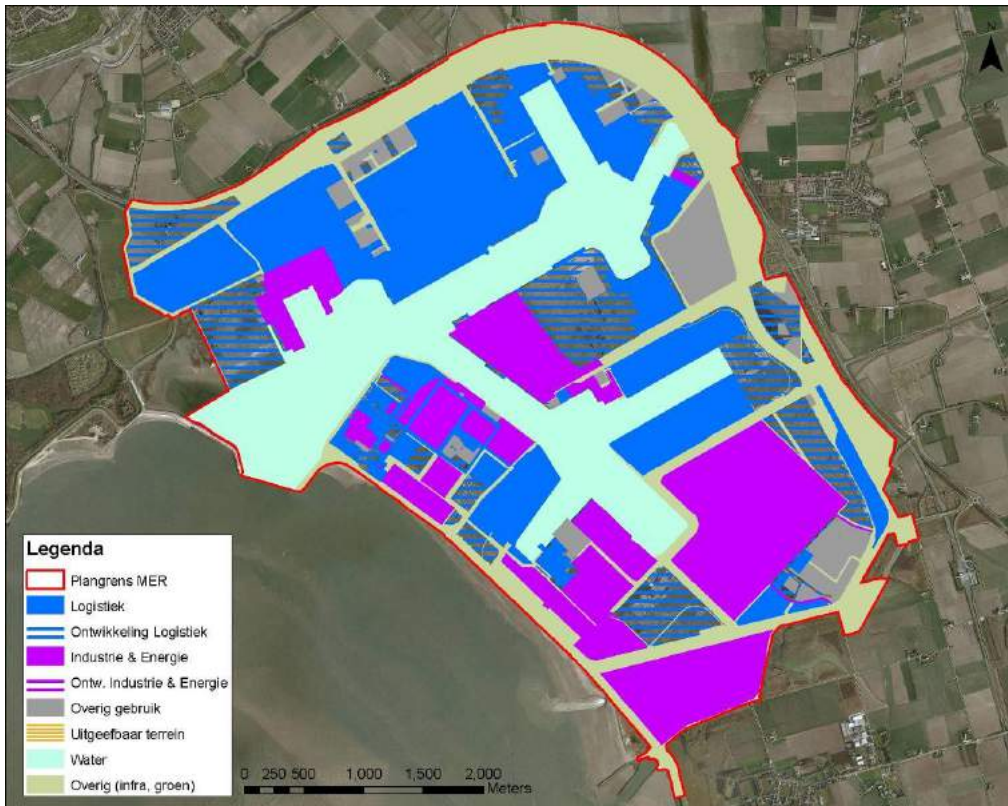 N
Legenda
Plangrens MER
Logistiek
Ontwikkeling Logistiek
Industrie & Energie
Ontw. Industrie & Energie
Overig gebruik
Uitgeefbaar terrein
Water
Overig (infra, groen)
0 250 500 1,000 1,500 2,000
Meters